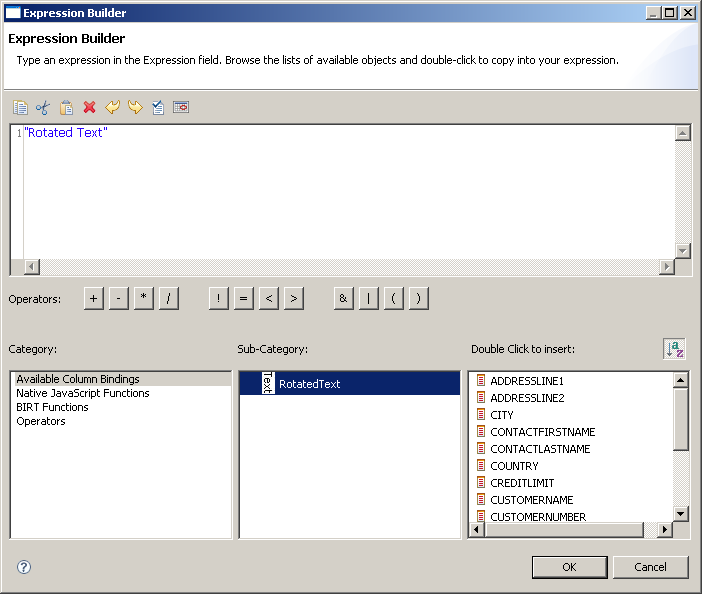 Expression Builder
Expression Builder
Type an expression in the Expression field. Browse the lists of available objects and double-click to copy into your expression.
1 "Rotated Text"
Operators: + - * / ! = < > & | ( )
Category: Sub-Category: Double Click to insert:
Available Column Bindings
Native JavaScript Functions
BIRT Functions
Operators
Text RotatedText
ADDRESSLINE1
ADDRESSLINE2
CITY
CONTACTFIRSTNAME
CONTACTLASTNAME
COUNTRY
CREDITLIMIT
CUSTOMERNAME
CUSTOMERNUMBER
OK Cancel